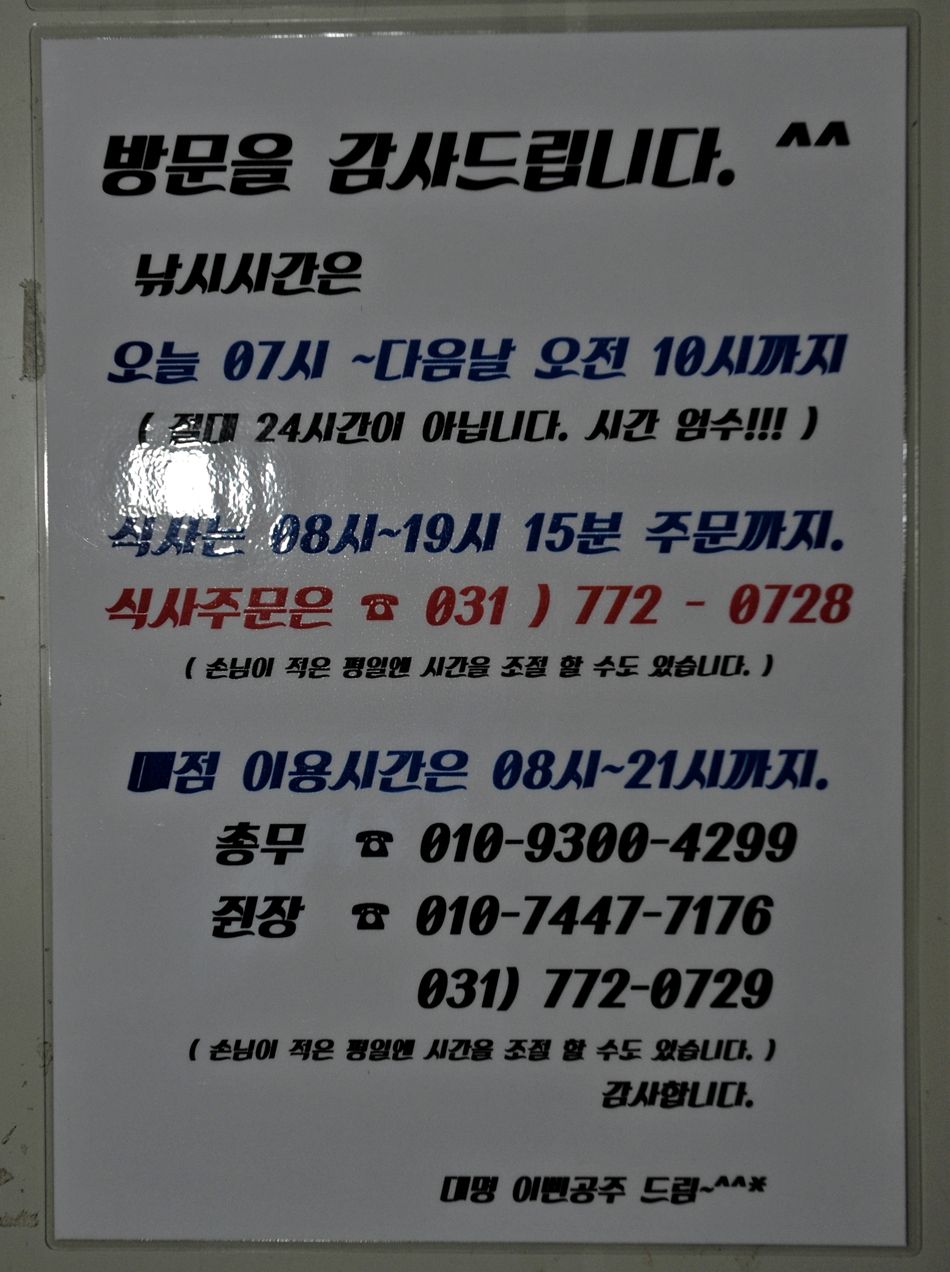 방문을 감사드립니다. ^^
낚시시간은
오늘 07시 ~다음날 오전 10시까지
( 절대 24시간이 아닙니다. 시간 엄수!!! )
식사는 08시~19시 15분 주문까지.
식사주문은 ☎ 031 ) 772 - 0728
( 손님이 적은 평일엔 시간을 조절 할 수도 있습니다. )
점 이용시간은 08시~21시까지.
총무 ☎ 010-9300-4299
쥔장 ☎ 010-7447-7176
031) 772-0729
( 손님이 적은 평일엔 시간을 조절 할 수도 있습니다. )
감사합니다.
대명 이삔공주 드림~^^*